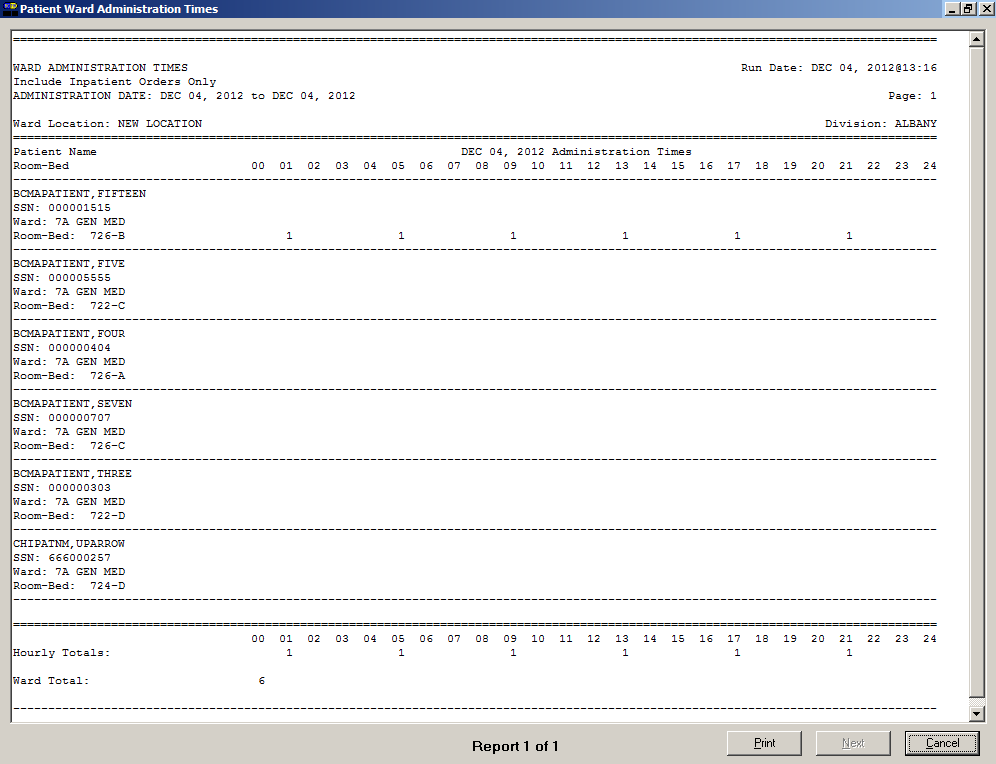 Patient Ward Administration Times
WARD ADMINISTRATION TIMES Run Date: DEC 04, 2012@13:16
Include Inpatient Orders Only
ADMINISTRATION DATE: DEC 04, 2012 to DEC 04, 2012 Page: 1
Ward Location: NEW LOCATION Division: ALBANY
Patient Name DEC 04, 2012 Administration Times
Room-Bed 00 01 02 03 04 05 06 07 08 09 10 11 12 13 14 15 16 17 18 19 20 21 22 23 24
BCMAPATIENT,FIFTEEN
SSN: 000001515
Ward: 7A GEN MED
Room-Bed: 726-B 1 1 1 1 1 1
BCMAPATIENT,FIVE
SSN: 000005555
Ward: 7A GEN MED
Room-Bed: 722-C
BCMAPATIENT,FOUR
SSN: 000000404
Ward: 7A GEN MED
Room-Bed: 726-A
BCMAPATIENT,SEVEN
SSN: 000000707
Ward: 7A GEN MED
Room-Bed: 726-C
BCMAPATIENT,THREE
SSN: 000000303
Ward: 7A GEN MED
Room-Bed: 722-D
CHIPATNM,UPARROW
SSN: 666000257
Ward: 7A GEN MED
Room-Bed: 724-D
00 01 02 03 04 05 06 07 08 09 10 11 12 13 14 15 16 17 18 19 20 21 22 23 24
Hourly Totals: 1 1 1 1 1 1
Ward Total: 6
Report 1 of 1 Print Next Cancel